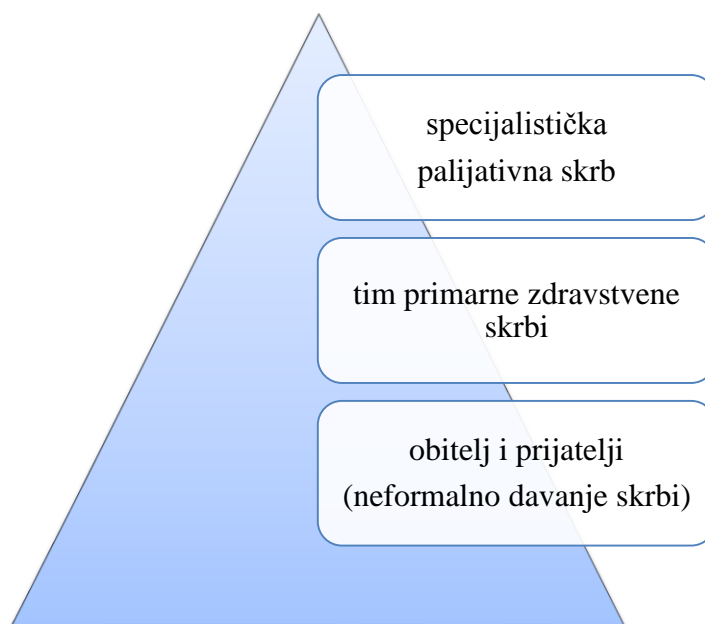 specijalistička
palijativna skrb
tim primarne zdravstvene
skrbi
obitelj i prijatelji
(neformalno davanje skrbi)